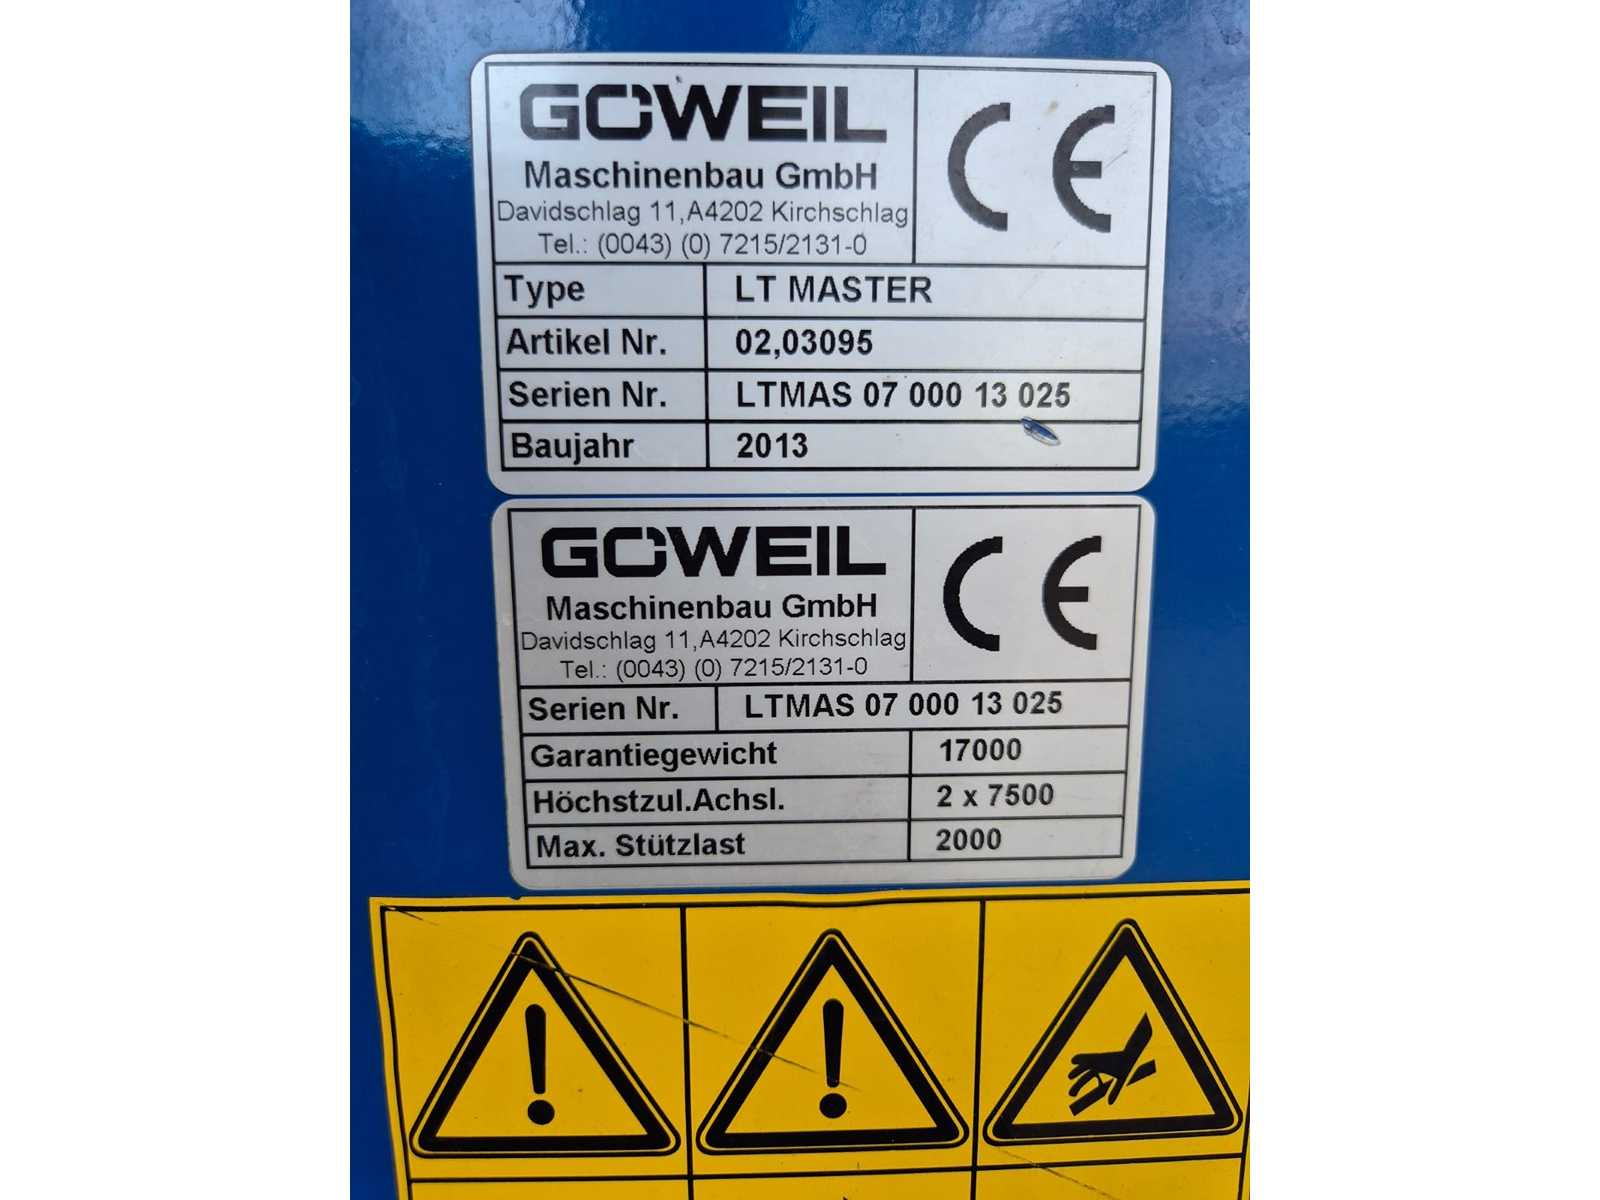 GÖWEIL
Maschinenbau GmbH
Davidschlag 11,A4202 Kirchschlag
Tel.: (0043) (0) 7215/2131-0
CE
Type LT MASTER
Artikel Nr. 02,03095
Serien Nr. LTMAS 07 000 13 025
Baujahr 2013
GÖWEIL
Maschinenbau GmbH
Davidschlag 11,A4202 Kirchschlag
Tel.: (0043) (0) 7215/2131-0
CE
Serien Nr. LTMAS 07 000 13 025
Garantiegewicht 17000
Höchstzul.Achsl. 2 x 7500
Max. Stützlast 2000